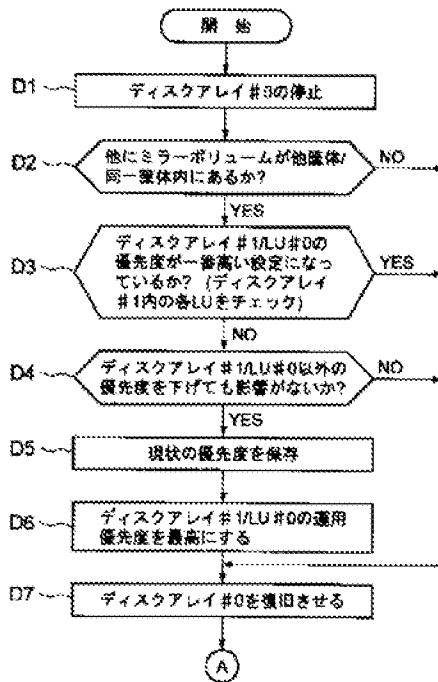 開 始
D1
ディスクアレイ#0の停止
D2
他にミラーボリュームが他筐体/
同一筐体内にあるか?
NO
YES
D3
ディスクアレイ#1/LU#0の
優先度が一番高い設定になっ
ているか? (ディスクアレイ
#1内の各LUをチェック)
YES
NO
D4
ディスクアレイ#1/LU#0以外の
優先度を下げても影響がないか?
NO
YES
D5
現状の優先度を保存
D6
ディスクアレイ#1/LU#0の運用
優先度を最高にする
D7
ディスクアレイ#0を復旧させる
A